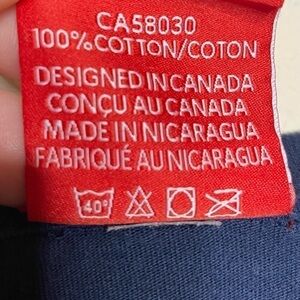 CA58030
100% COTTON/COTON
DESIGNED IN CANADA
CONÇU AU CANADA
MADE IN NICARAGUA
FABRIQUÉ AU NICARAGUA
40°